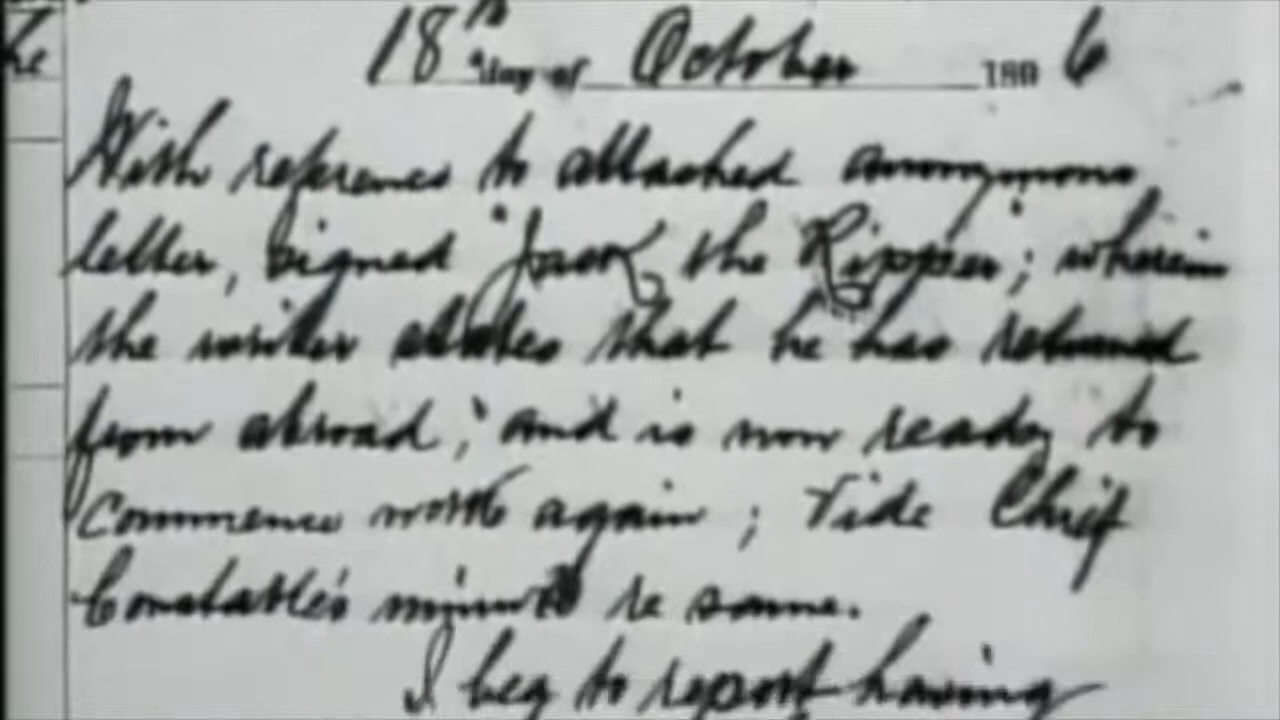 he
18th day of October 1896
With reference to attached anonymous
letter, signed "Jack the Ripper"; wherein
the writer states that he has returned
from abroad; and is now ready to
commence work again; Vide Chief
Constable's minute re same.
I beg to report having